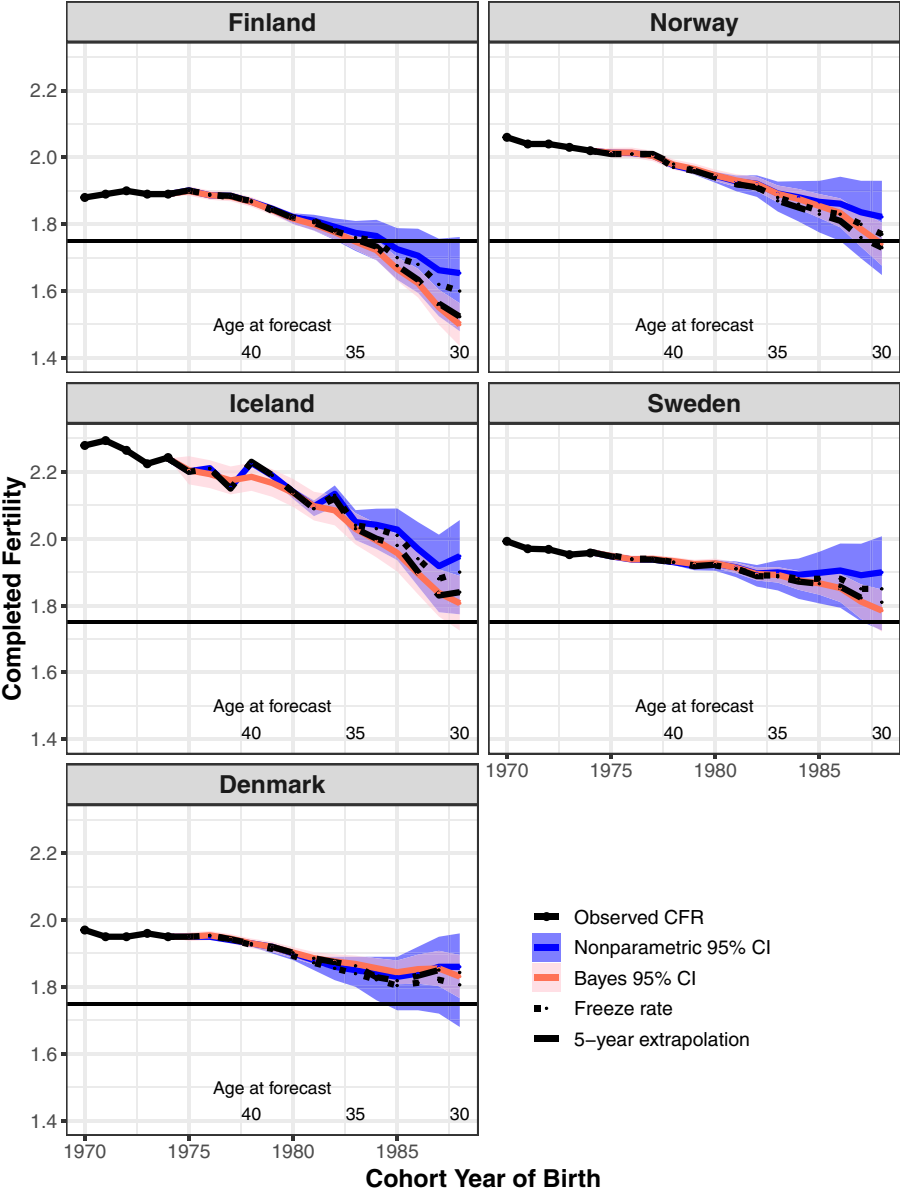 Finland
Norway
2.2
2.0
1.8
1.6
1.4
Age at forecast
40
35
30
Age at forecast
40
35
30
Iceland
Sweden
2.2
2.0
1.8
1.6
1.4
Age at forecast
40
35
30
Age at forecast
40
35
30
1970
1975
1980
1985
Completed Fertility
Denmark
2.2
2.0
1.8
1.6
1.4
Age at forecast
40
35
30
1970
1975
1980
1985
Cohort Year of Birth
Observed CFR
Nonparametric 95% CI
Bayes 95% CI
Freeze rate
5−year extrapolation